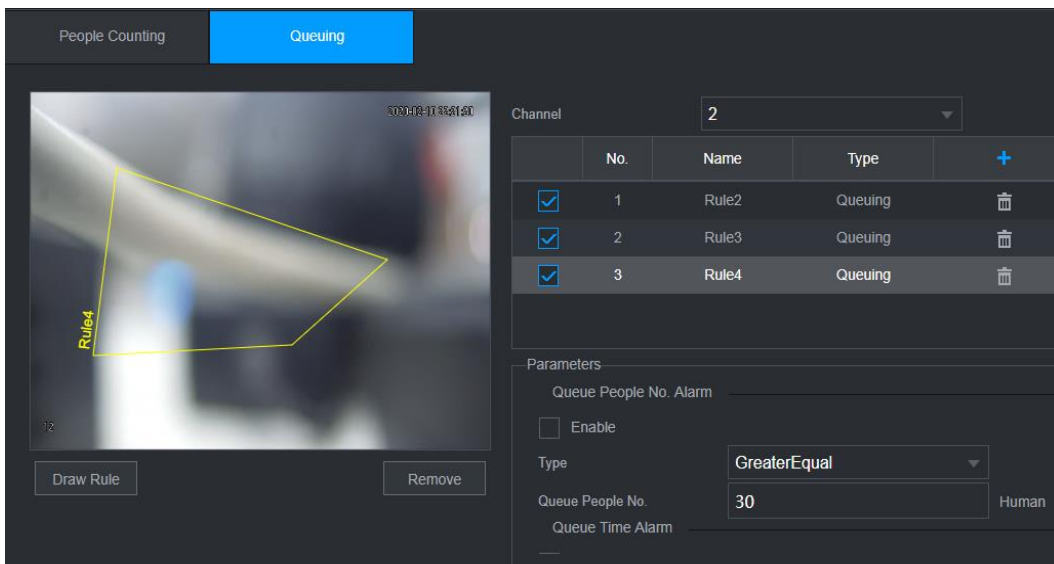 People Counting Queuing
Channel 2
No. Name Type +
1 Rule2 Queuing
2 Rule3 Queuing
3 Rule4 Queuing
Rule4
12
Draw Rule Remove
Parameters
Queue People No. Alarm
Enable
Type GreaterEqual
Queue People No. 30 Human
Queue Time Alarm